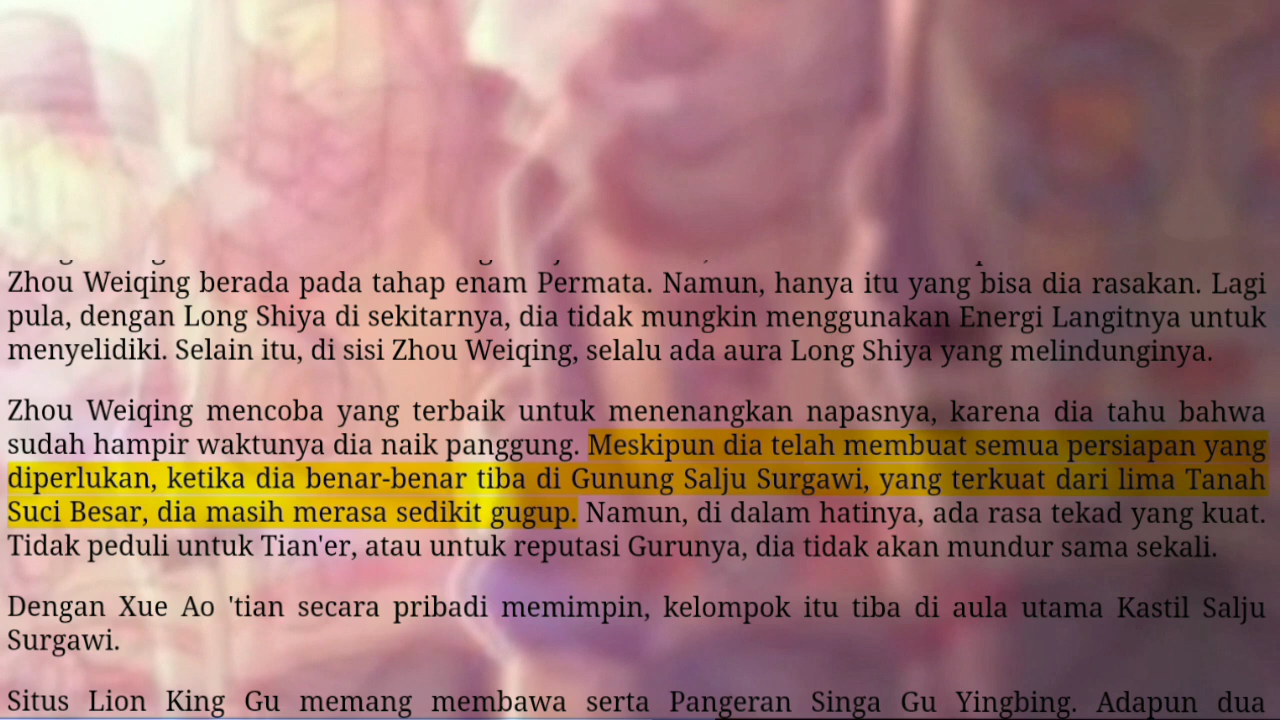 Zhou Weiqing berada pada tahap enam Permata. Namun, hanya itu yang bisa dia rasakan. Lagi
pula, dengan Long Shiya di sekitarnya, dia tidak mungkin menggunakan Energi Langitnya untuk
menyelidiki. Selain itu, di sisi Zhou Weiqing, selalu ada aura Long Shiya yang melindunginya.
Zhou Weiqing mencoba yang terbaik untuk menenangkan napasnya, karena dia tahu bahwa
sudah hampir waktunya dia naik panggung. Meskipun dia telah membuat semua persiapan yang
diperlukan, ketika dia benar-benar tiba di Gunung Salju Surgawi, yang terkuat dari lima Tanah
Suci Besar, dia masih merasa sedikit gugup. Namun, di dalam hatinya, ada rasa tekad yang kuat.
Tidak peduli untuk Tian'er, atau untuk reputasi Gurunya, dia tidak akan mundur sama sekali.
Dengan Xue Ao 'tian secara pribadi memimpin, kelompok itu tiba di aula utama Kastil Salju
Surgawi.
Situs Lion King Gu memang membawa serta Pangeran Singa Gu Yingbing. Adapun dua